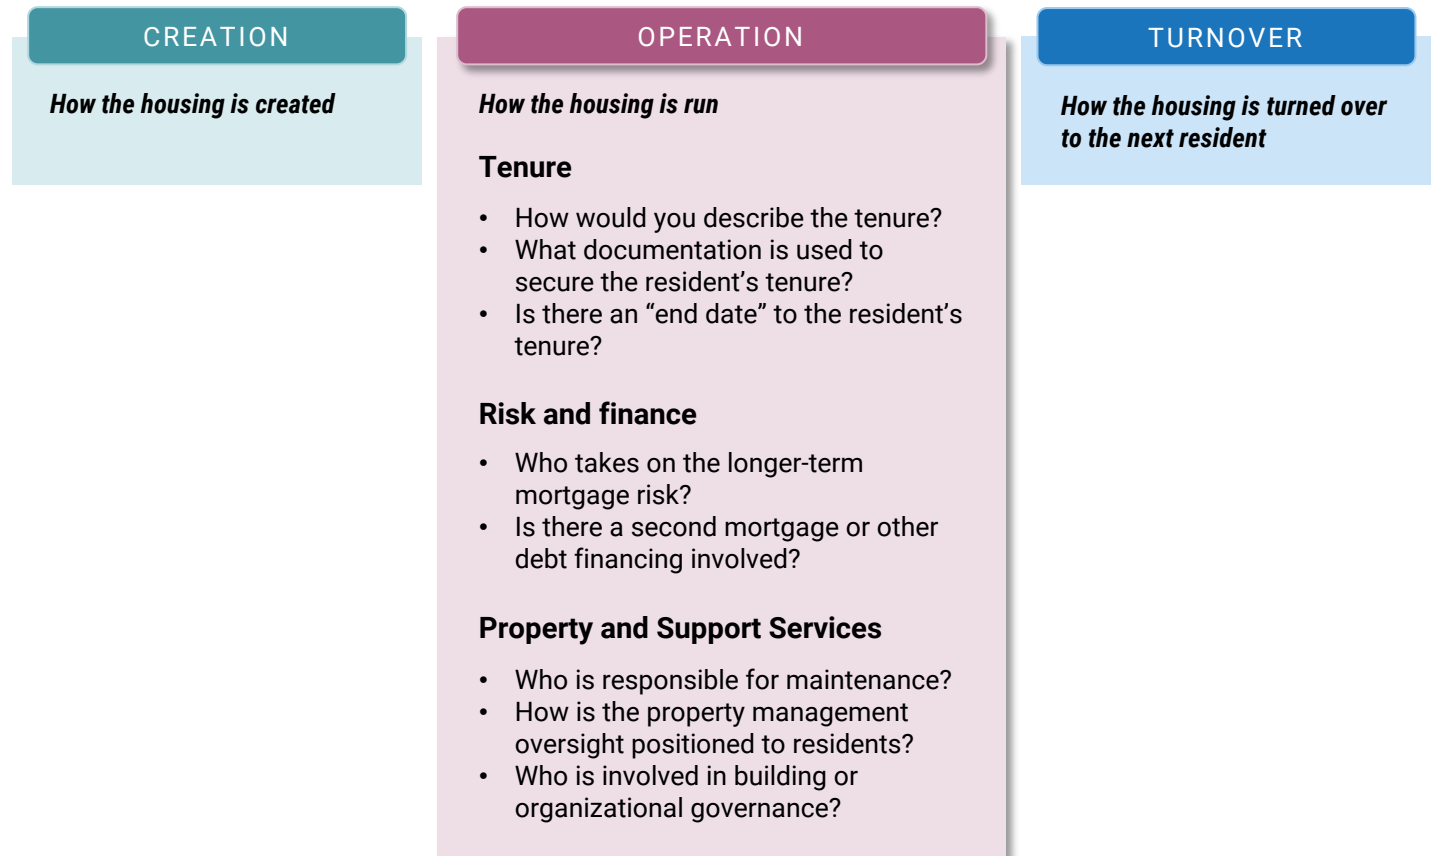 CREATION
How the housing is created
OPERATION
How the housing is run
Tenure
• How would you describe the tenure?
• What documentation is used to
secure the resident’s tenure?
• Is there an “end date” to the resident’s
tenure?
Risk and finance
• Who takes on the longer-term
mortgage risk?
• Is there a second mortgage or other
debt financing involved?
Property and Support Services
• Who is responsible for maintenance?
• How is the property management
oversight positioned to residents?
• Who is involved in building or
organizational governance?
TURNOVER
How the housing is turned over
to the next resident